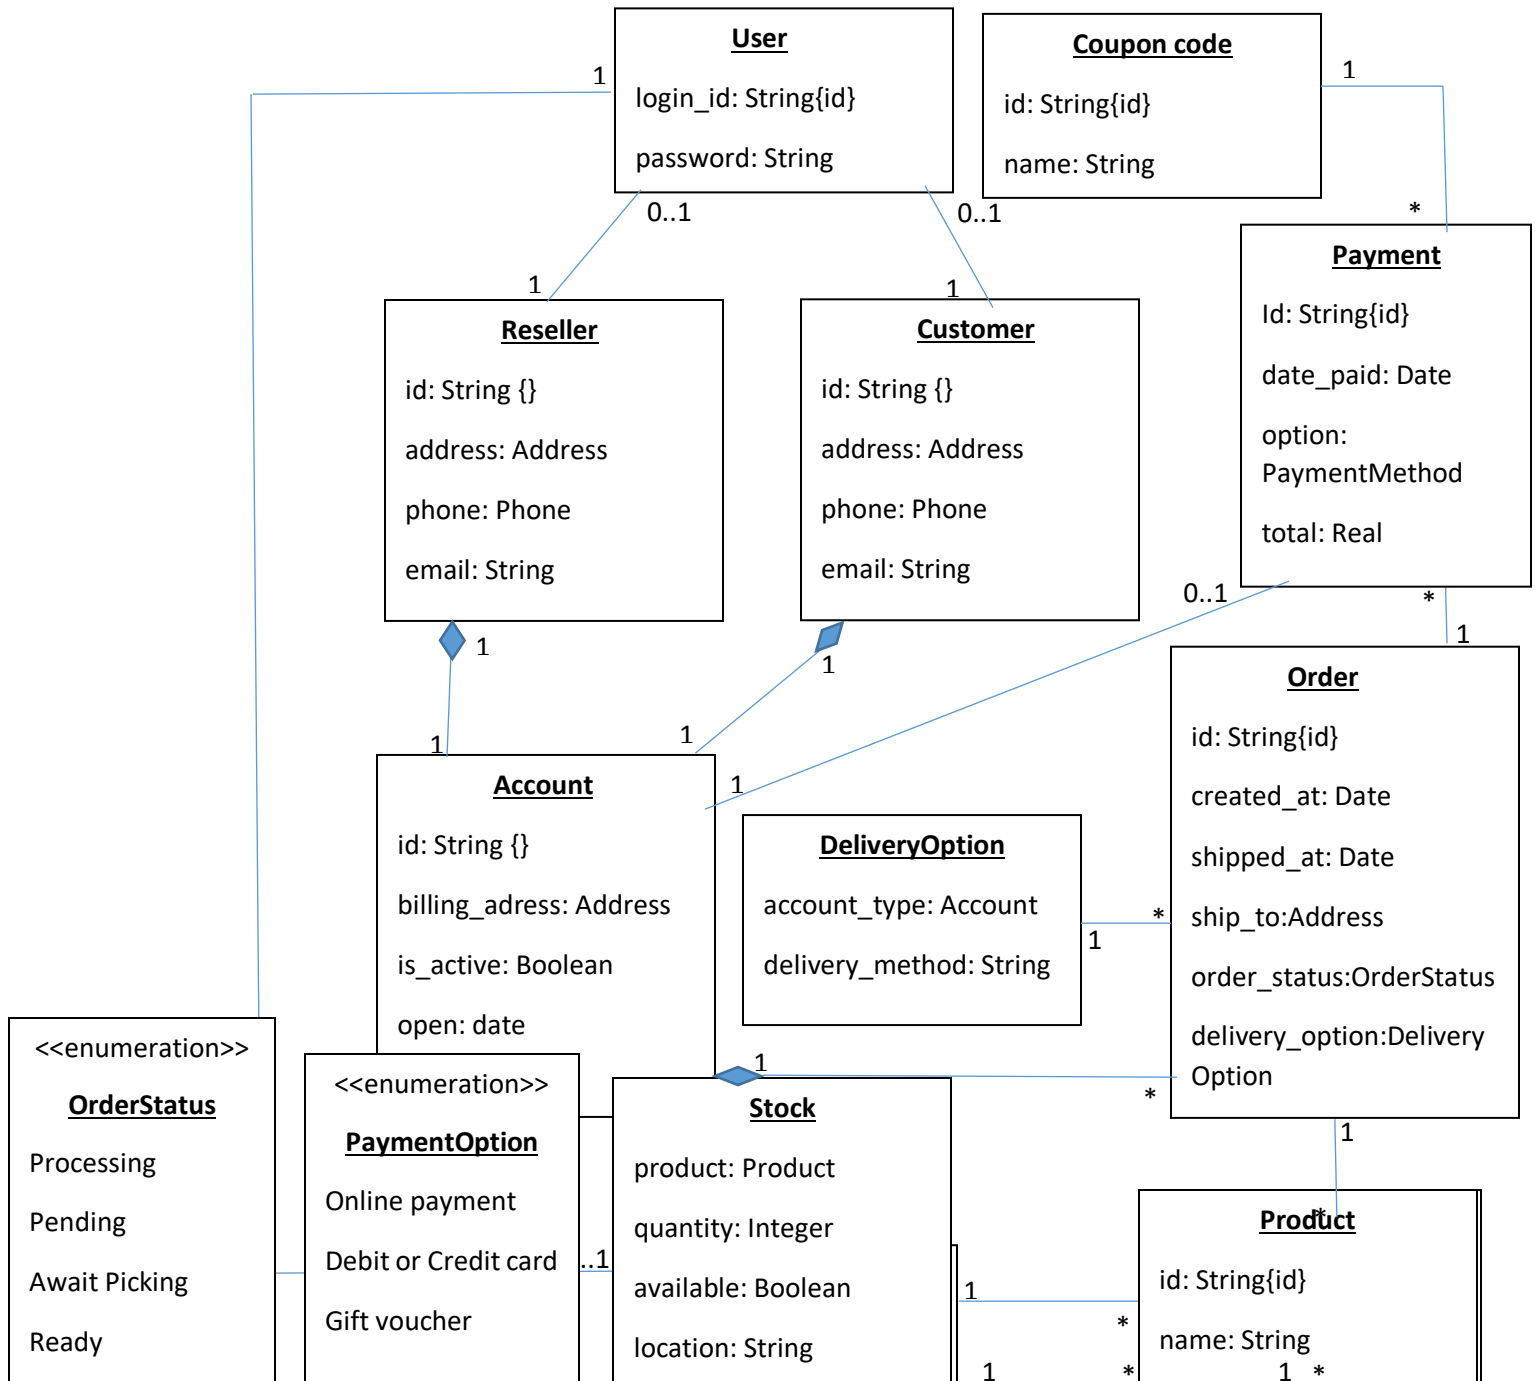 User
login_id: String{id}
password: String
1
0..1
0..1
Coupon code
id: String{id}
name: String
1
*
Payment
Id: String{id}
date_paid: Date
option:
PaymentMethod
total: Real
0..1
*
1
1
1
Reseller
id: String {}
address: Address
phone: Phone
email: String
1
Customer
id: String {}
address: Address
phone: Phone
email: String
1
1
1
1
Account
id: String {}
billing_adress: Address
is_active: Boolean
open: date
DeliveryOption
account_type: Account
delivery_method: String
*
1
Order
id: String{id}
created_at: Date
shipped_at: Date
ship_to:Address
order_status:OrderStatus
delivery_option:Delivery
Option
1
*
1
<<enumeration>>
OrderStatus
Processing
Pending
Await Picking
Ready
<<enumeration>>
PaymentOption
Online payment
Debit or Credit card
Gift voucher
..1
Stock
product: Product
quantity: Integer
available: Boolean
location: String
1
*
*
Product
id: String{id}
name: String
1
*
1
*